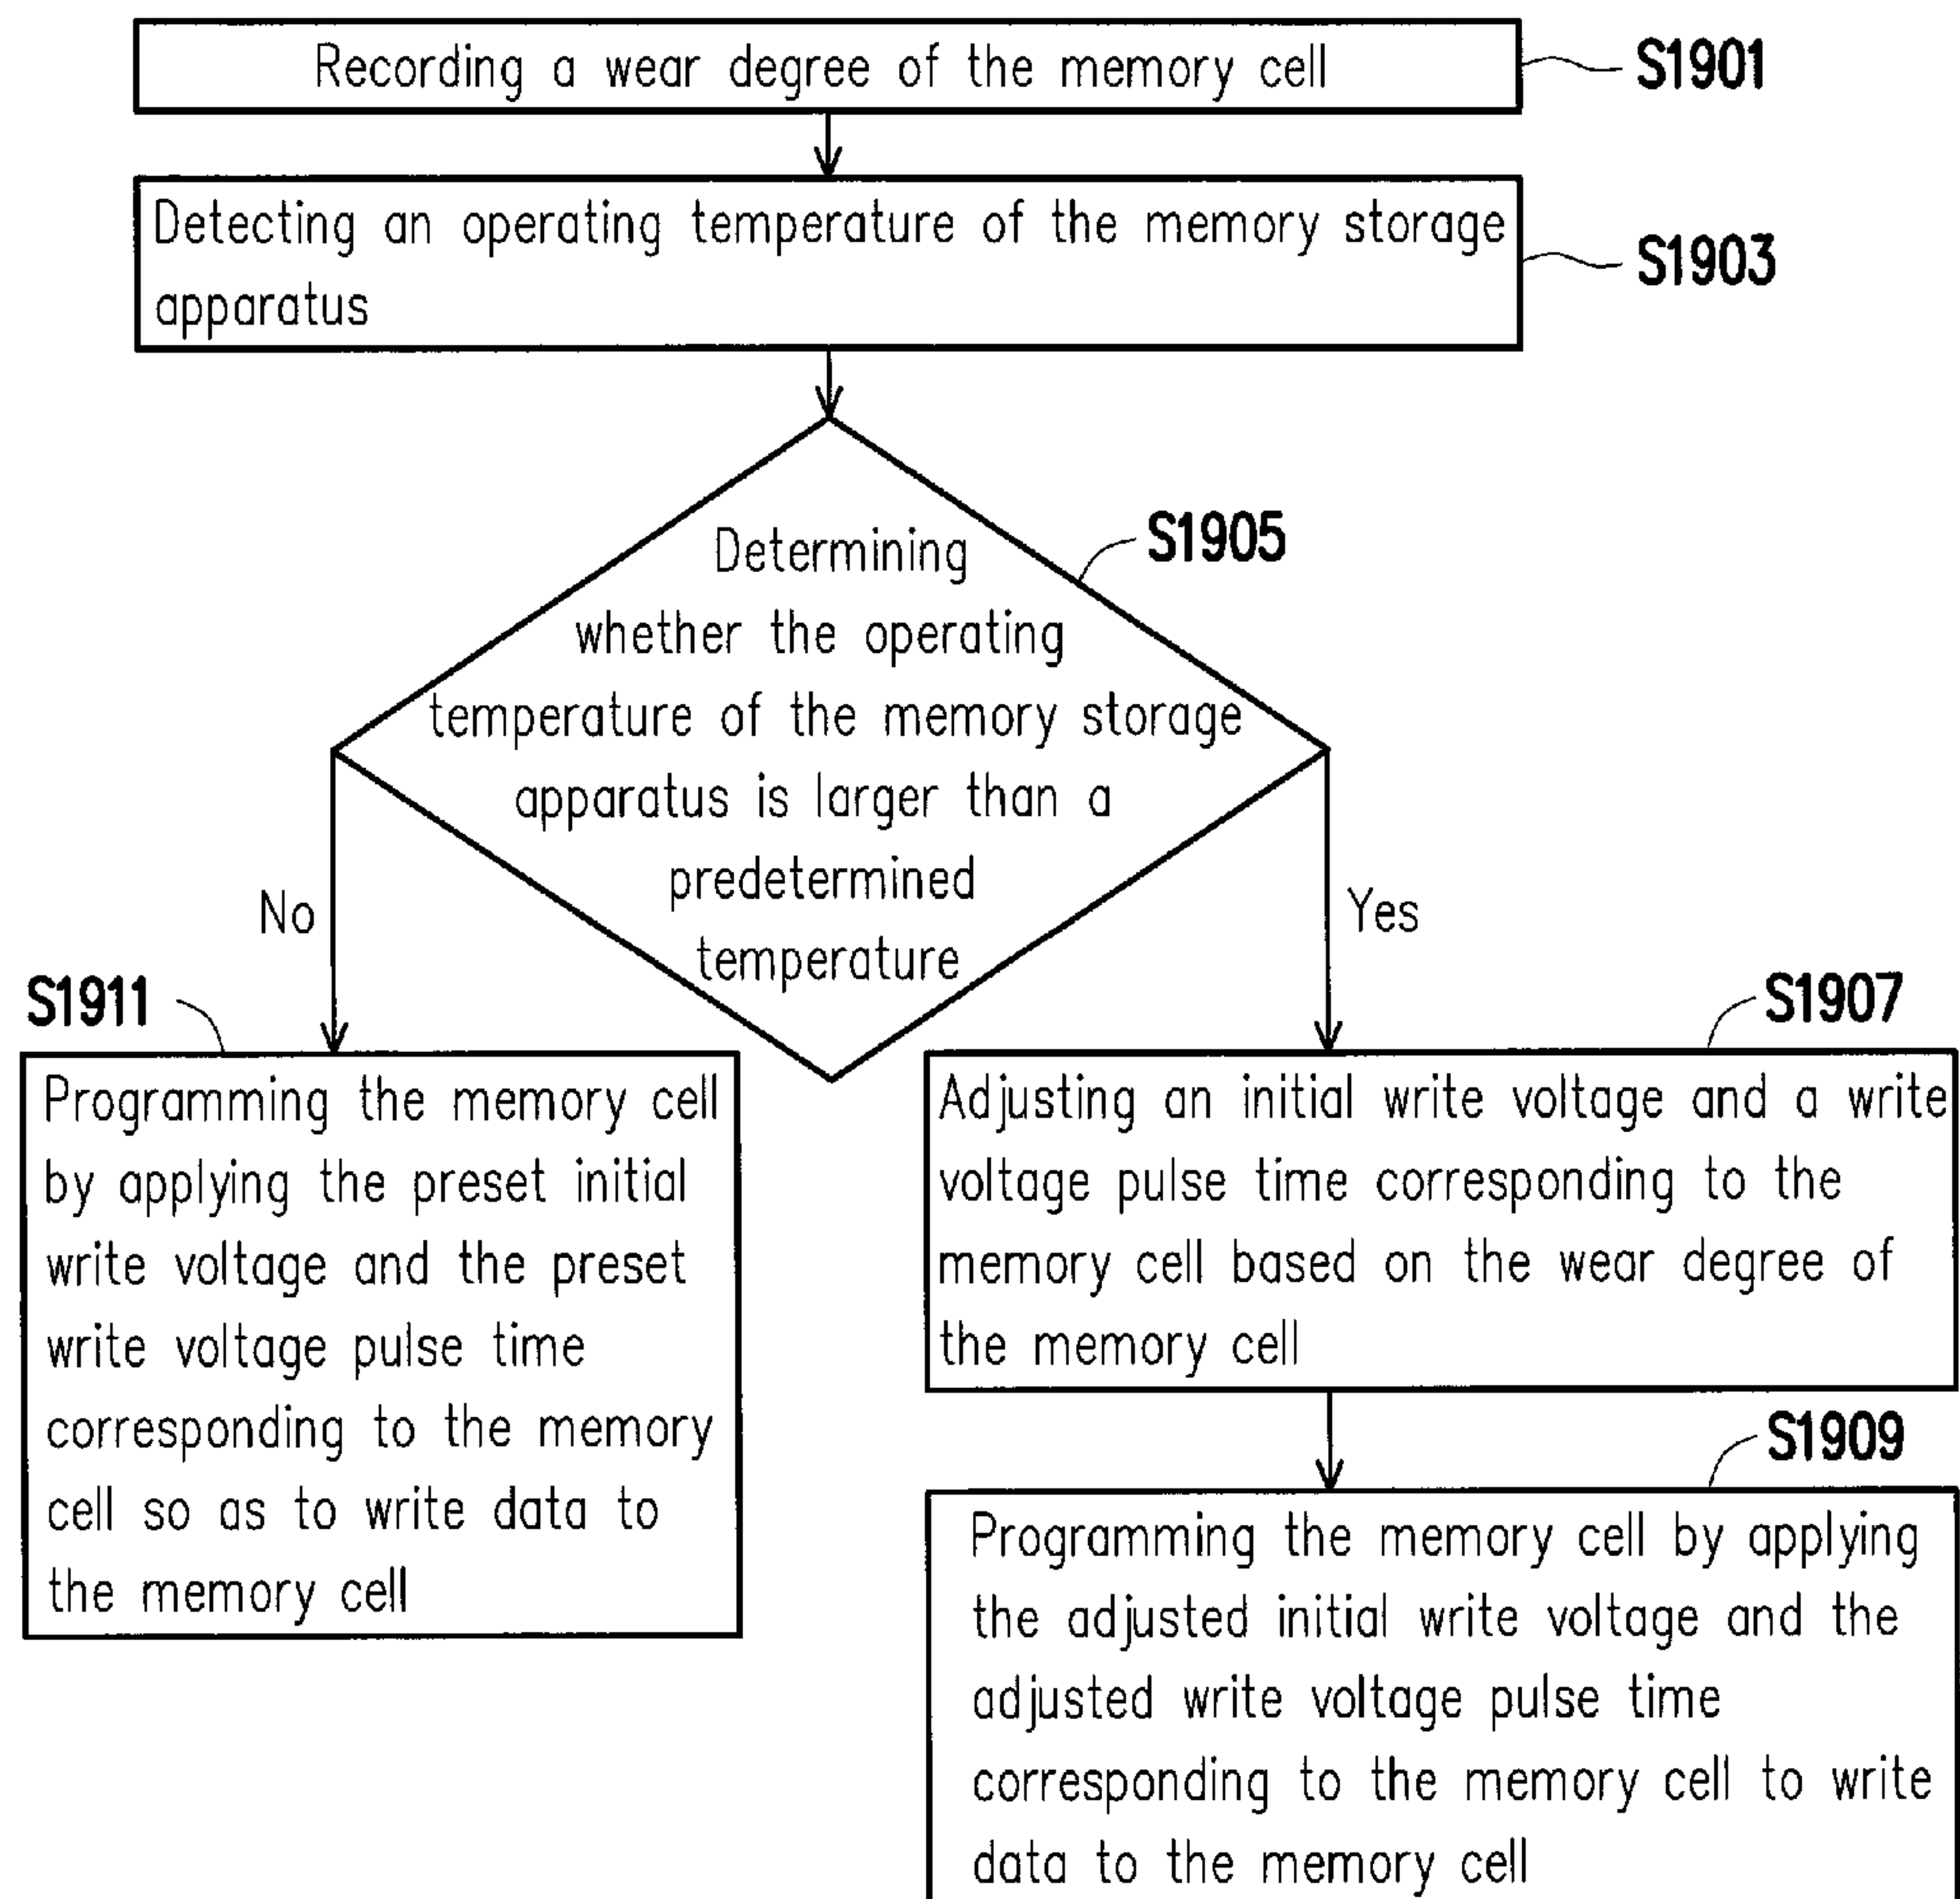 Recording a wear degree of the memory cell
S1901
Detecting an operating temperature of the memory storage
apparatus
S1903
Determining
whether the operating
temperature of the memory storage
apparatus is larger than a
predetermined
temperature
S1905
No
Yes
S1911
Programming the memory cell
by applying the preset initial
write voltage and the preset
write voltage pulse time
corresponding to the memory
cell so as to write data to
the memory cell
S1907
Adjusting an initial write voltage and a write
voltage pulse time corresponding to the
memory cell based on the wear degree of
the memory cell
S1909
Programming the memory cell by applying
the adjusted initial write voltage and the
adjusted write voltage pulse time
corresponding to the memory cell to write
data to the memory cell